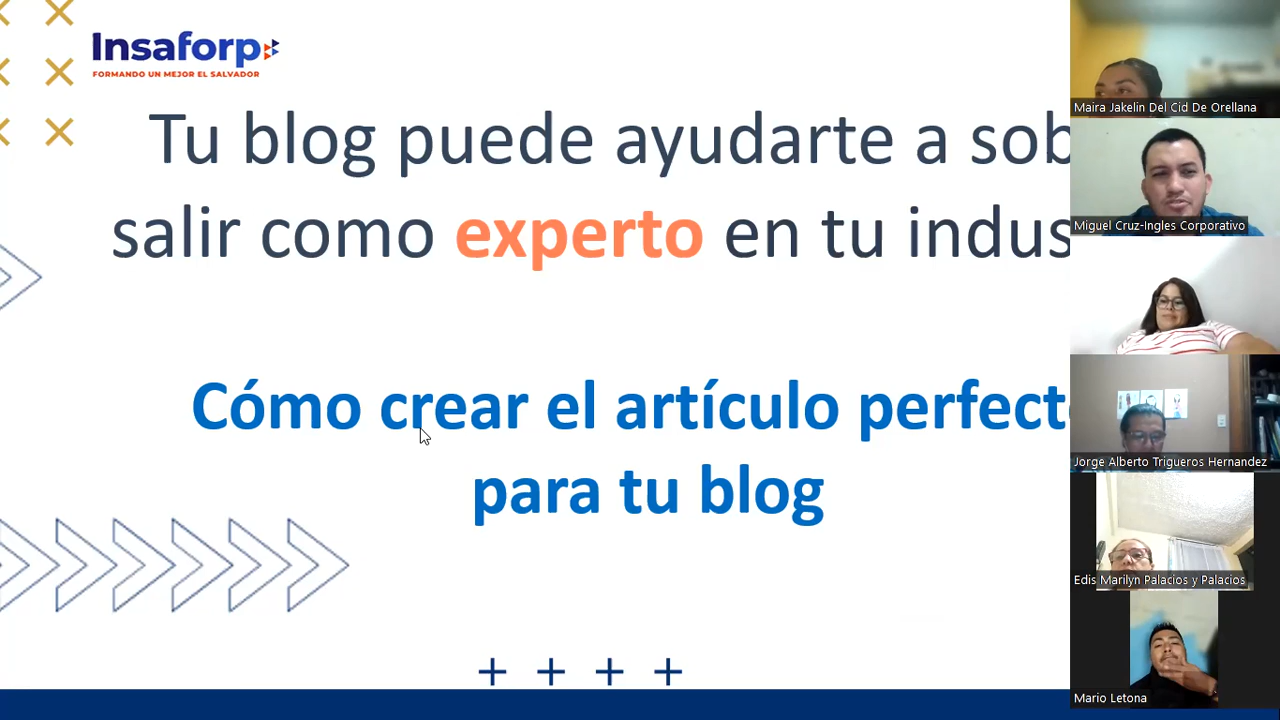 Insaforp
FORMANDO UN MEJOR EL SALVADOR
Tu blog puede ayudarte a sob
salir como experto en tu indus
Cómo crear el artículo perfecto
para tu blog
Maira Jakelin Del Cid De Orellana
Miguel Cruz-Ingles Corporativo
Jorge Alberto Trigueros Hernandez
Edis Marilyn Palacios y Palacios
Mario Letona